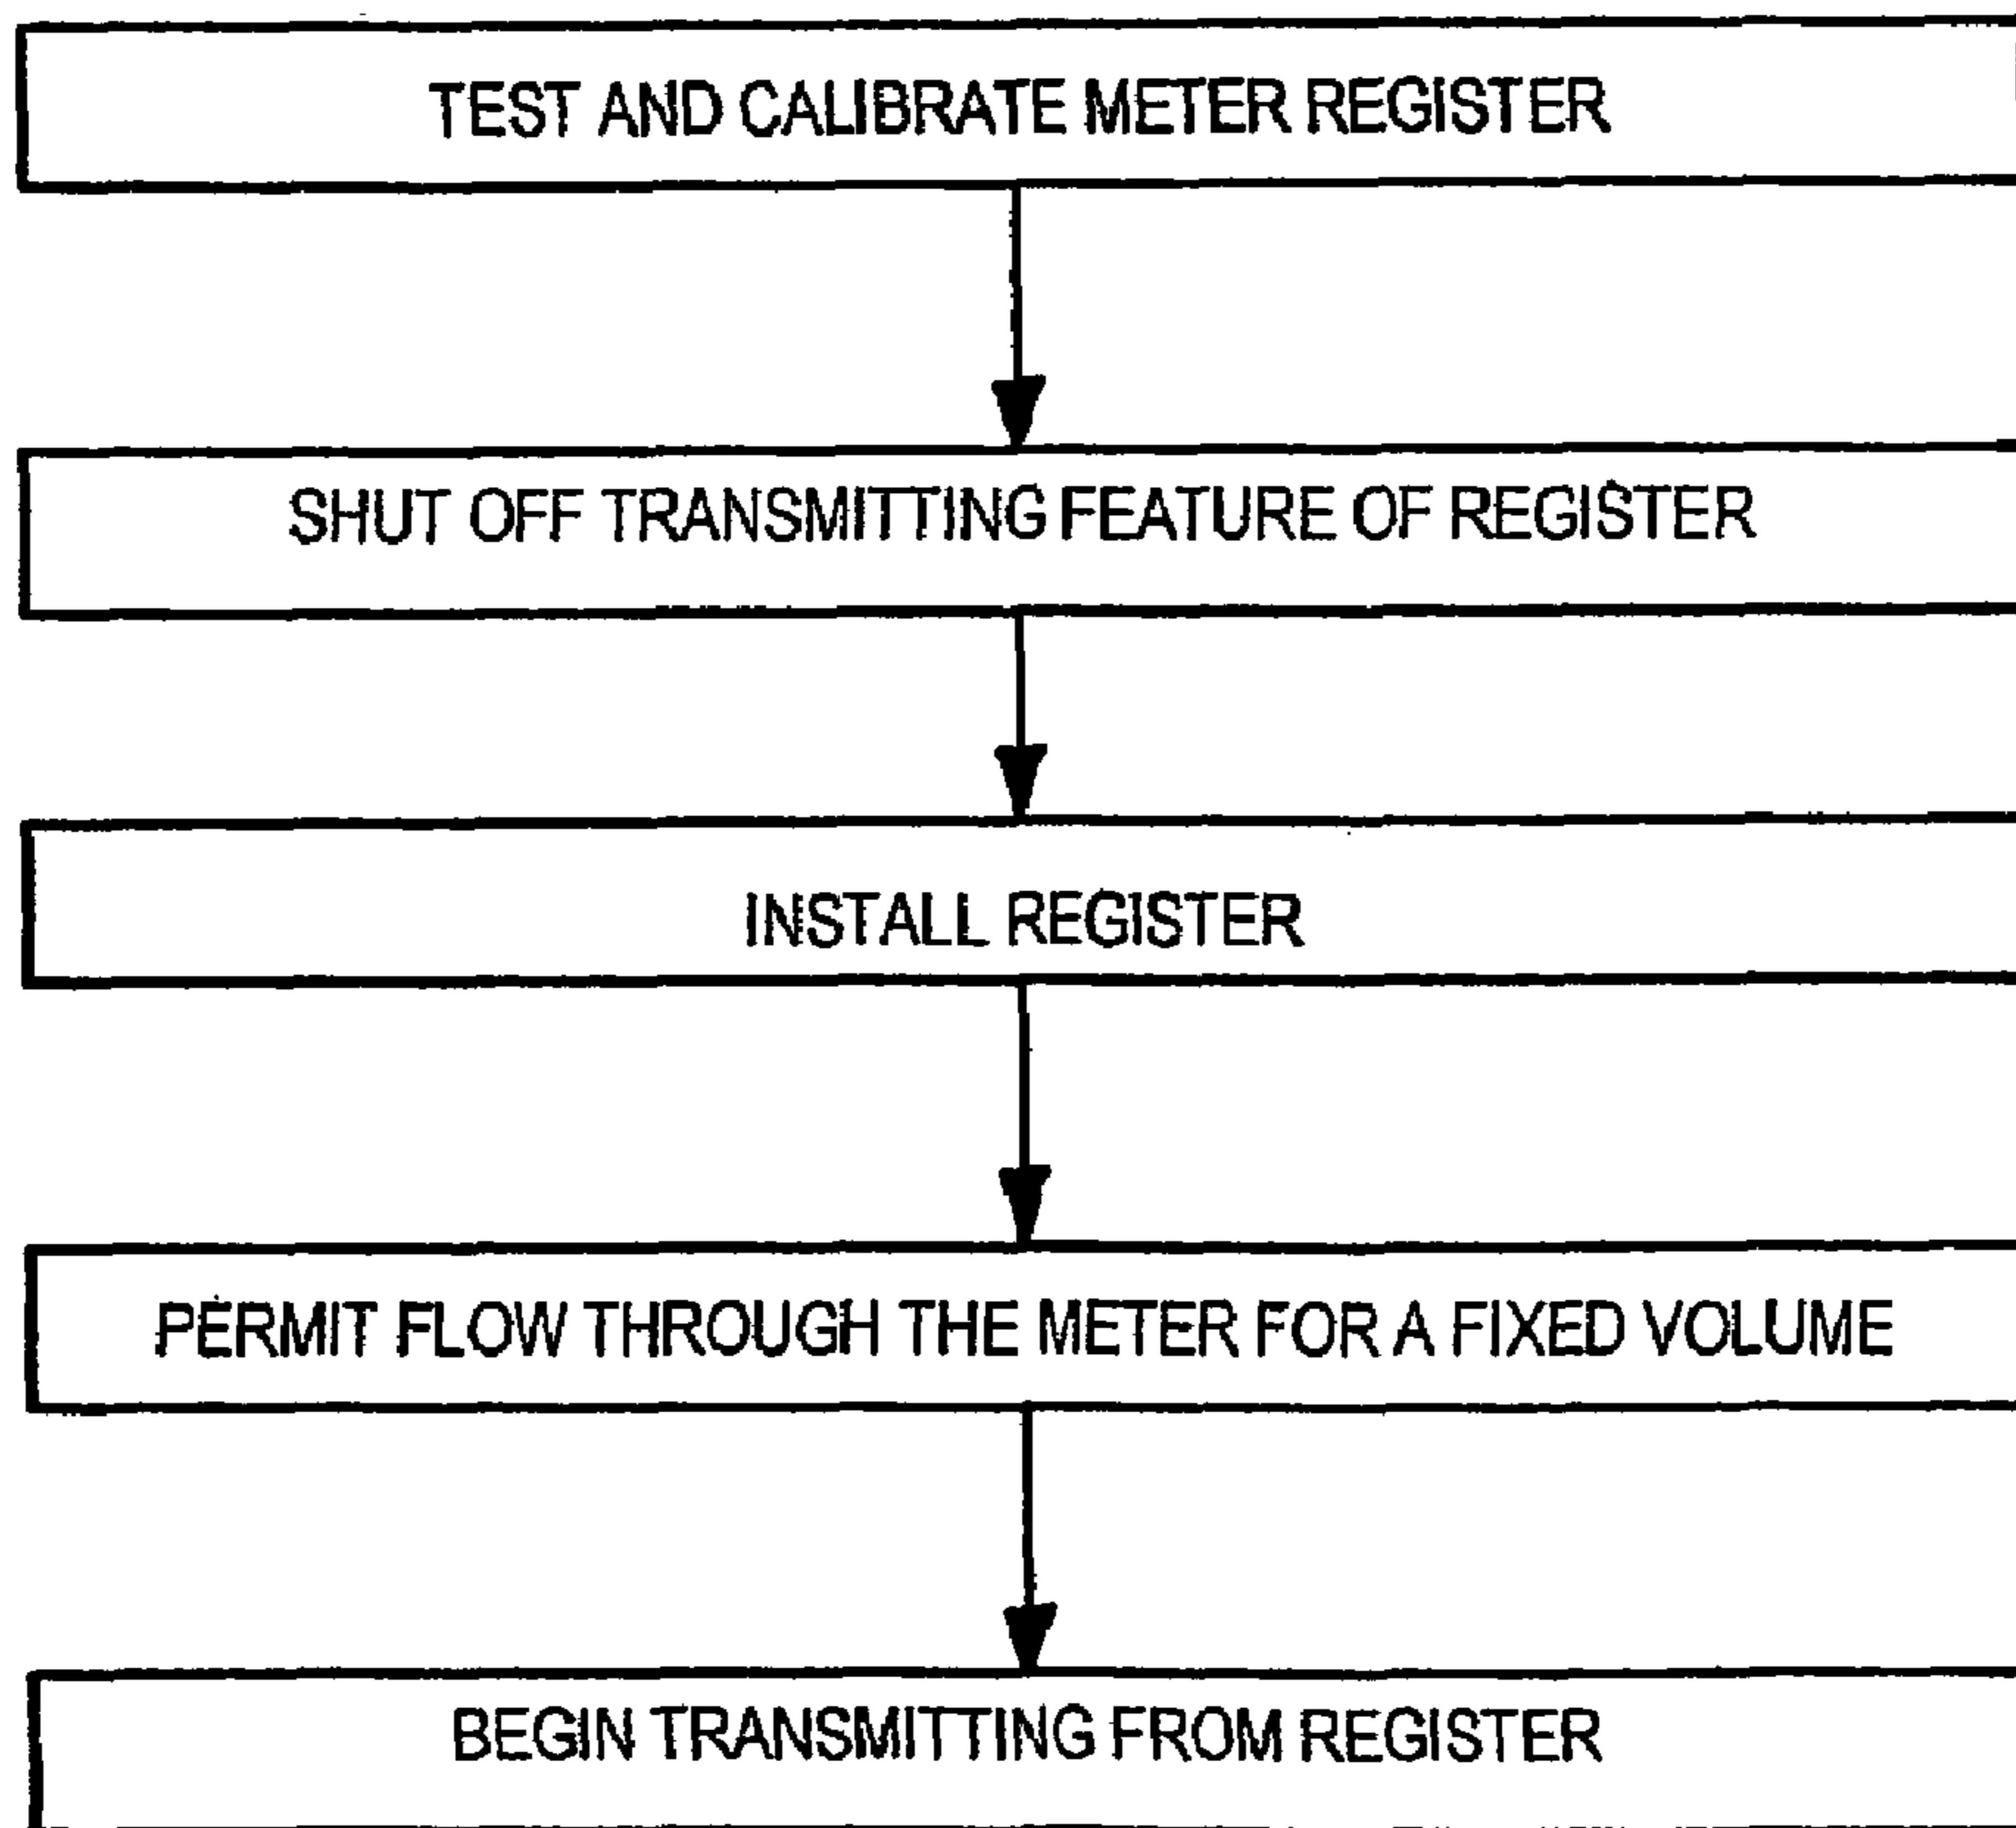 TEST AND CALIBRATE METER REGISTER
SHUT OFF TRANSMITTING FEATURE OF REGISTER
INSTALL REGISTER
PERMIT FLOW THROUGH THE METER FOR A FIXED VOLUME
BEGIN TRANSMITTING FROM REGISTER